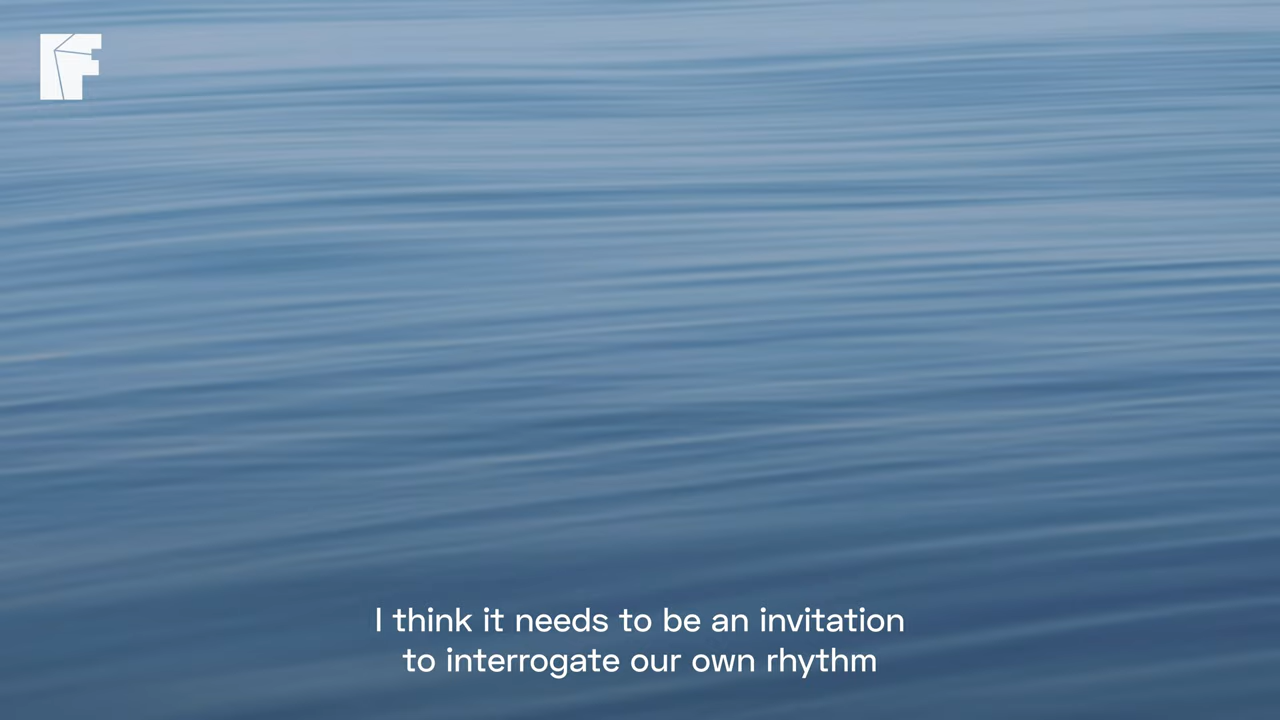 F
I think it needs to be an invitation
to interrogate our own rhythm